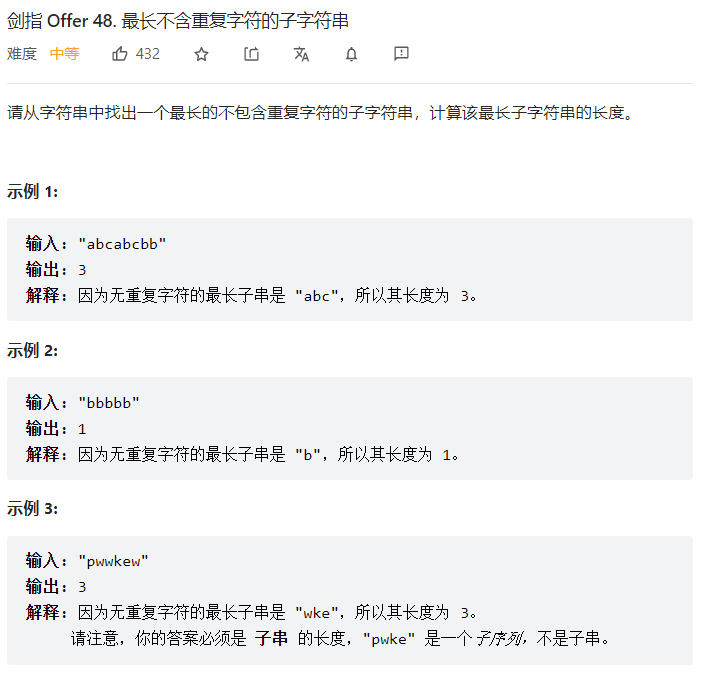 剑指 Offer 48. 最长不含重复字符的子字符串
难度 中等 432
请从字符串中找出一个最长的不包含重复字符的子字符串，计算该最长子字符串的长度。
示例 1:
输入: "abcabcbb"
输出: 3
解释: 因为无重复字符的最长子串是 "abc"，所以其长度为 3。
示例 2:
输入: "bbbbb"
输出: 1
解释: 因为无重复字符的最长子串是 "b"，所以其长度为 1。
示例 3:
输入: "pwwkew"
输出: 3
解释: 因为无重复字符的最长子串是 "wke"，所以其长度为 3。
请注意，你的答案必须是 子串 的长度，"pwke" 是一个子序列，不是子串。